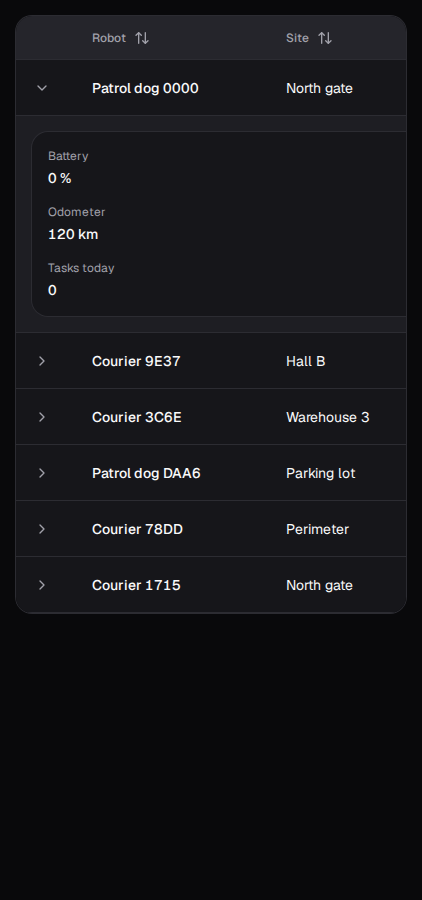 Robot Site
Patrol dog 0000 North gate
Battery
0 %
Odometer
120 km
Tasks today
0
Courier 9E37 Hall B
Courier 3C6E Warehouse 3
Patrol dog DAA6 Parking lot
Courier 78DD Perimeter
Courier 1715 North gate